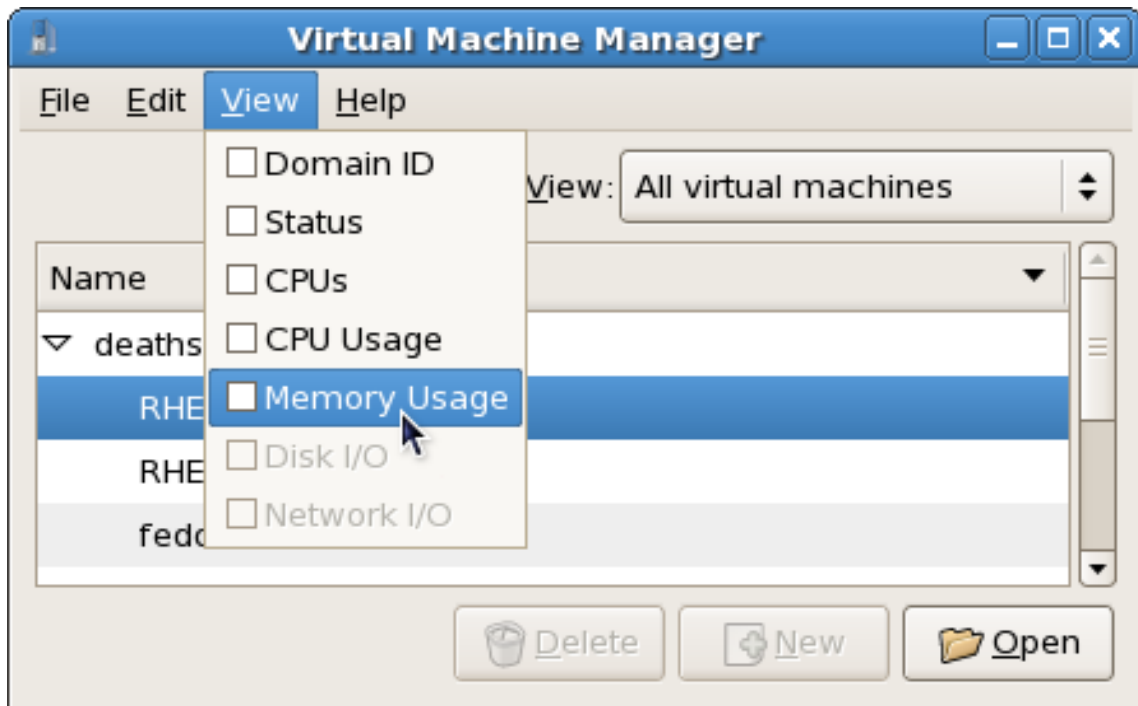 Virtual Machine Manager
File Edit View Help
Domain ID
View: All virtual machines
Status
Name
CPUs
deaths
CPU Usage
RHE
Memory Usage
Disk I/O
RHE
Network I/O
fedo
Delete New Open